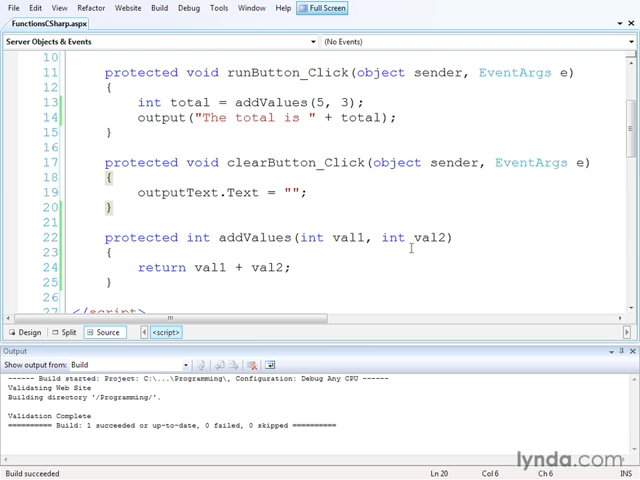 File Edit View Refactor Website Build Debug Tools Window Help Full Screen
FunctionsCSharp.aspx
Server Objects & Events (No Events)
10
11 protected void runButton_Click(object sender, EventArgs e)
12 {
13 int total = addValues(5, 3);
14 output("The total is " + total);
15 }
16
17 protected void clearButton_Click(object sender, EventArgs e)
18 {
19 outputText.Text = "";
20 }
21
22 protected int addValues(int val1, int val2)
23 {
24 return val1 + val2;
25 }
26
27 </script>
Design Split Source <script>
Output
Show output from: Build
------ Build started: Project: C:\...\Programming\, Configuration: Debug Any CPU ------
Validating Web Site
Building directory '/Programming/'.
Validation Complete
========== Build: 1 succeeded or up-to-date, 0 failed, 0 skipped ==========
lynda.com
Build succeeded Ln 20 Col 6 Ch 6 INS